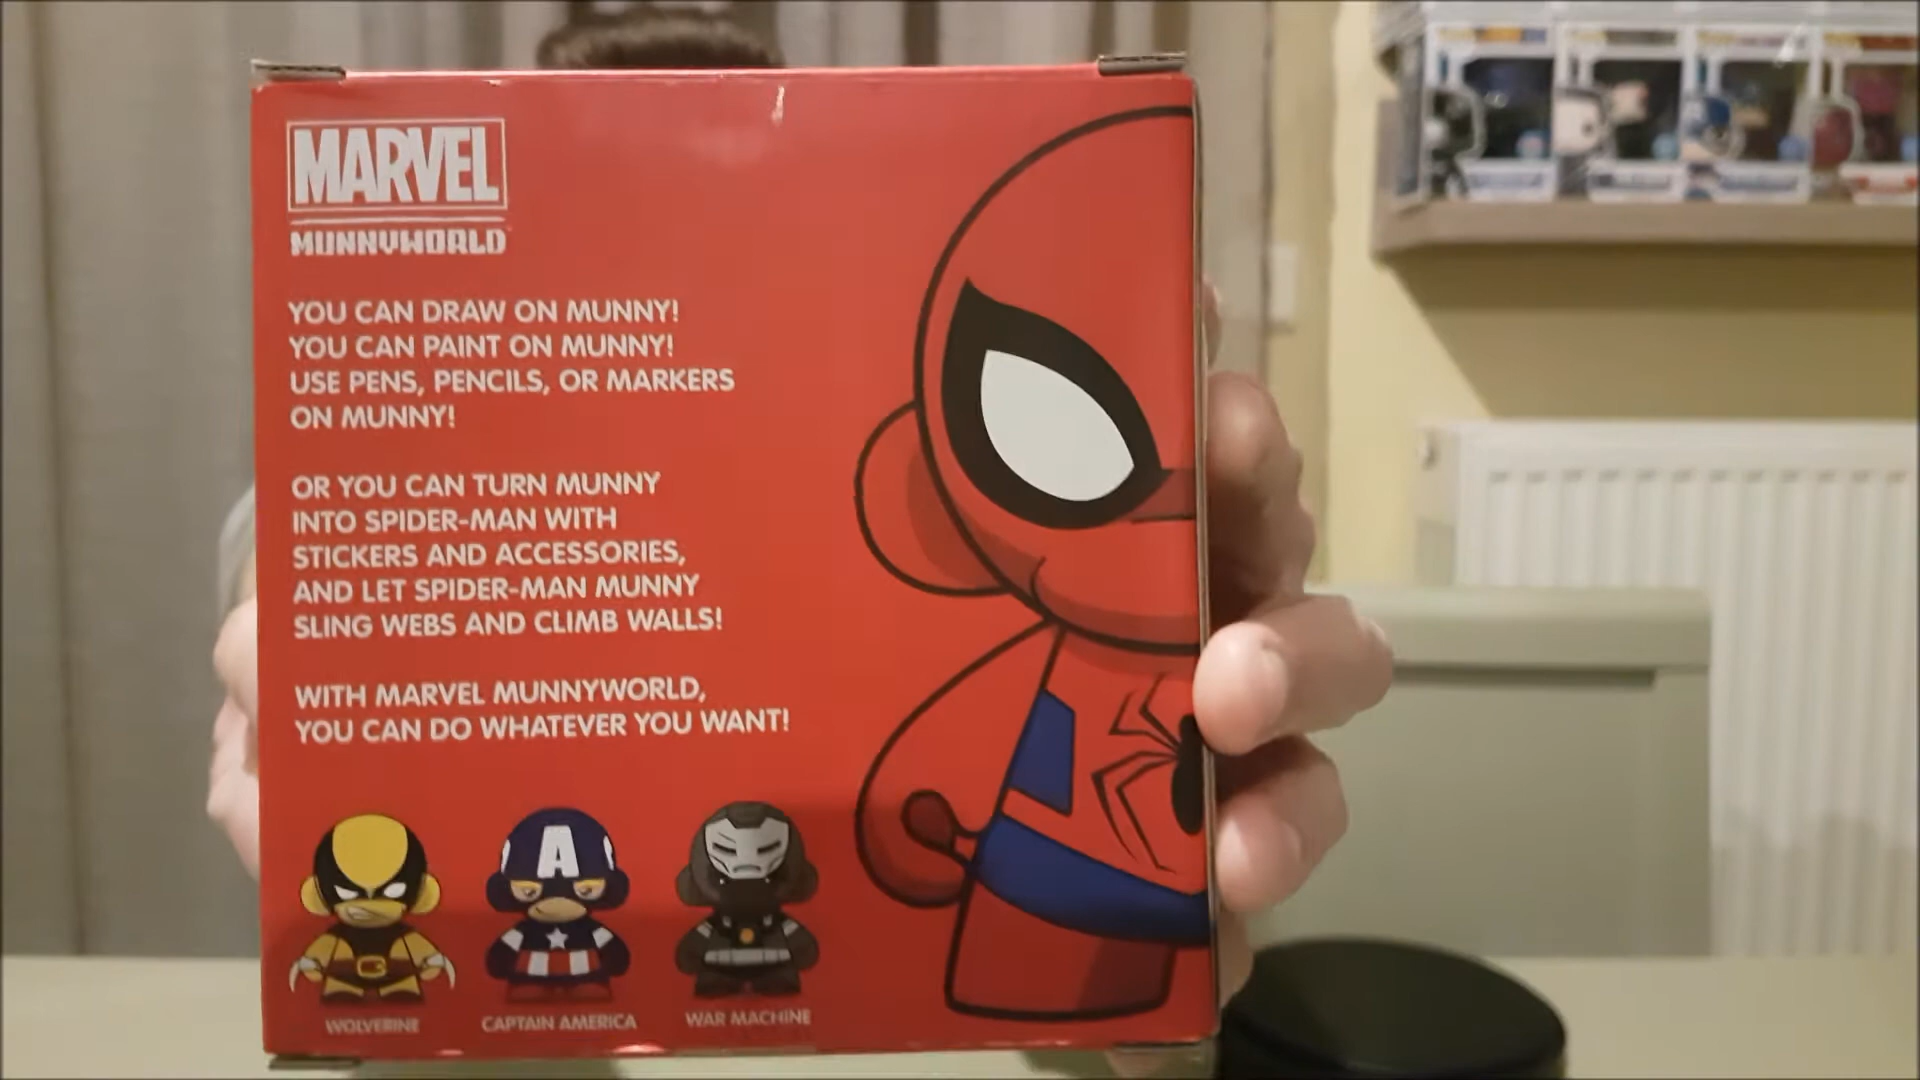 MARVEL
MUNNYWORLD
YOU CAN DRAW ON MUNNY!
YOU CAN PAINT ON MUNNY!
USE PENS, PENCILS, OR MARKERS
ON MUNNY!
OR YOU CAN TURN MUNNY
INTO SPIDER-MAN WITH
STICKERS AND ACCESSORIES,
AND LET SPIDER-MAN MUNNY
SLING WEBS AND CLIMB WALLS!
WITH MARVEL MUNNYWORLD,
YOU CAN DO WHATEVER YOU WANT!
A
WOLVERINE
CAPTAIN AMERICA
WAR MACHINE